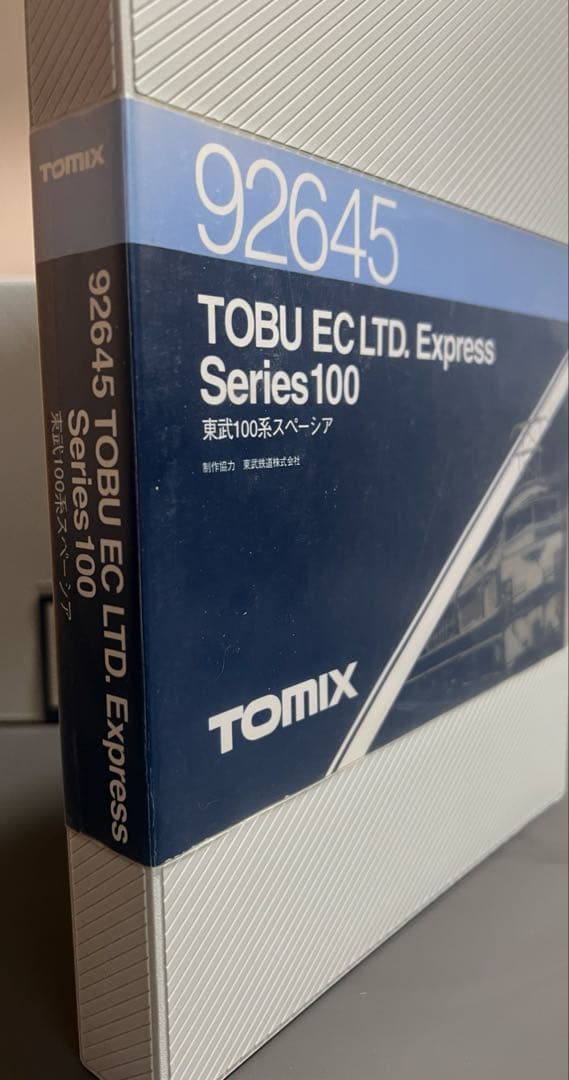 TOMIX
92645 TOBU EC LTD. Express
Series100
東武100系スペーシア
92645
TOBU EC LTD. Express
Series100
東武100系スペーシア
制作協力 東武鉄道株式会社
TOMIX